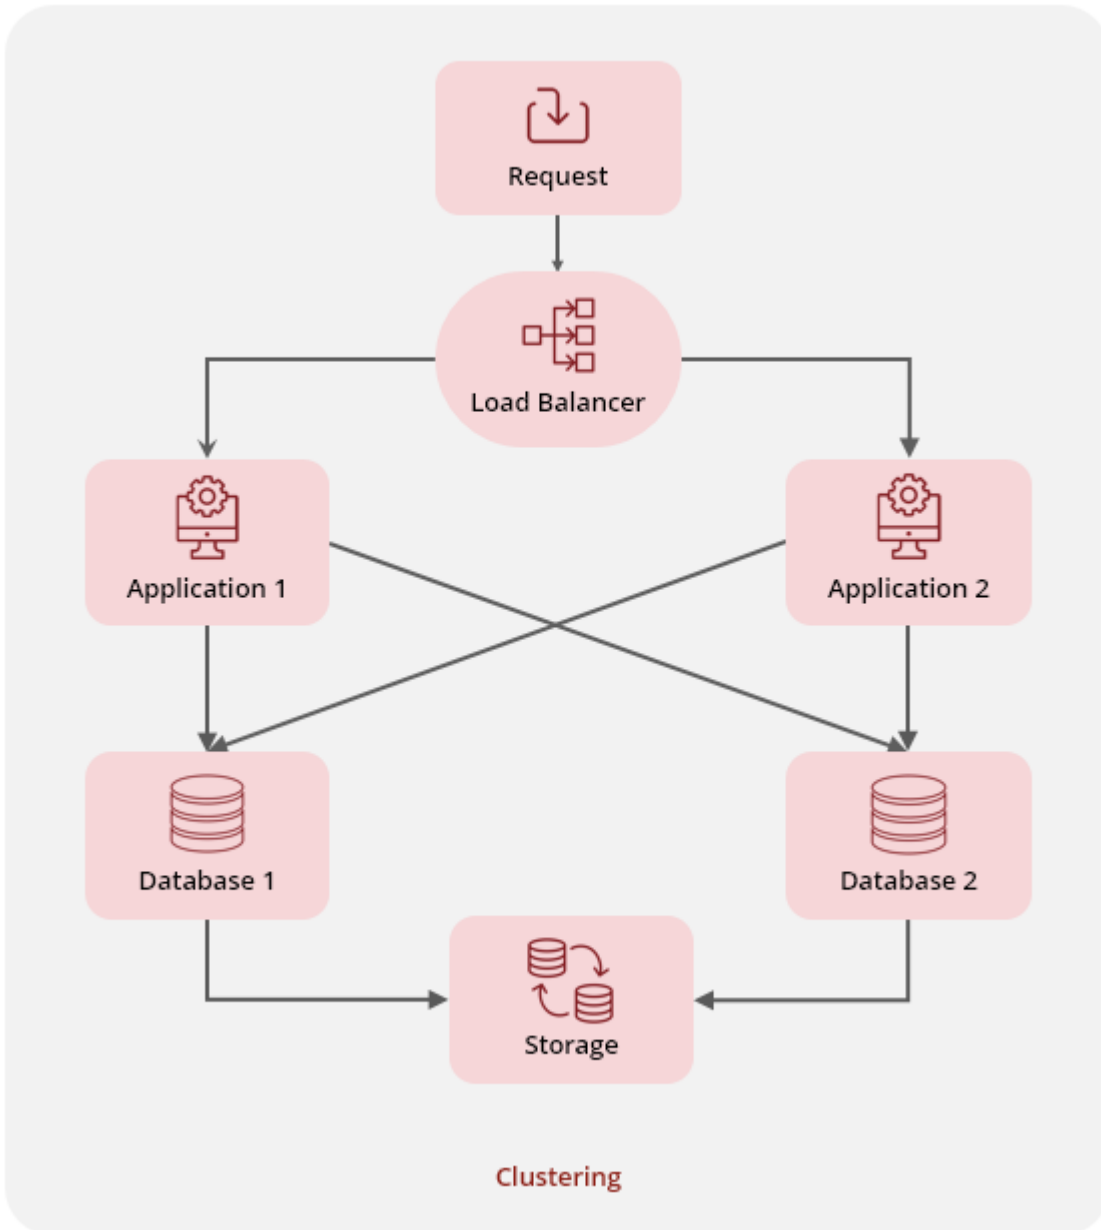 Request
Load Balancer
Application 1
Application 2
Database 1
Database 2
Storage
Clustering